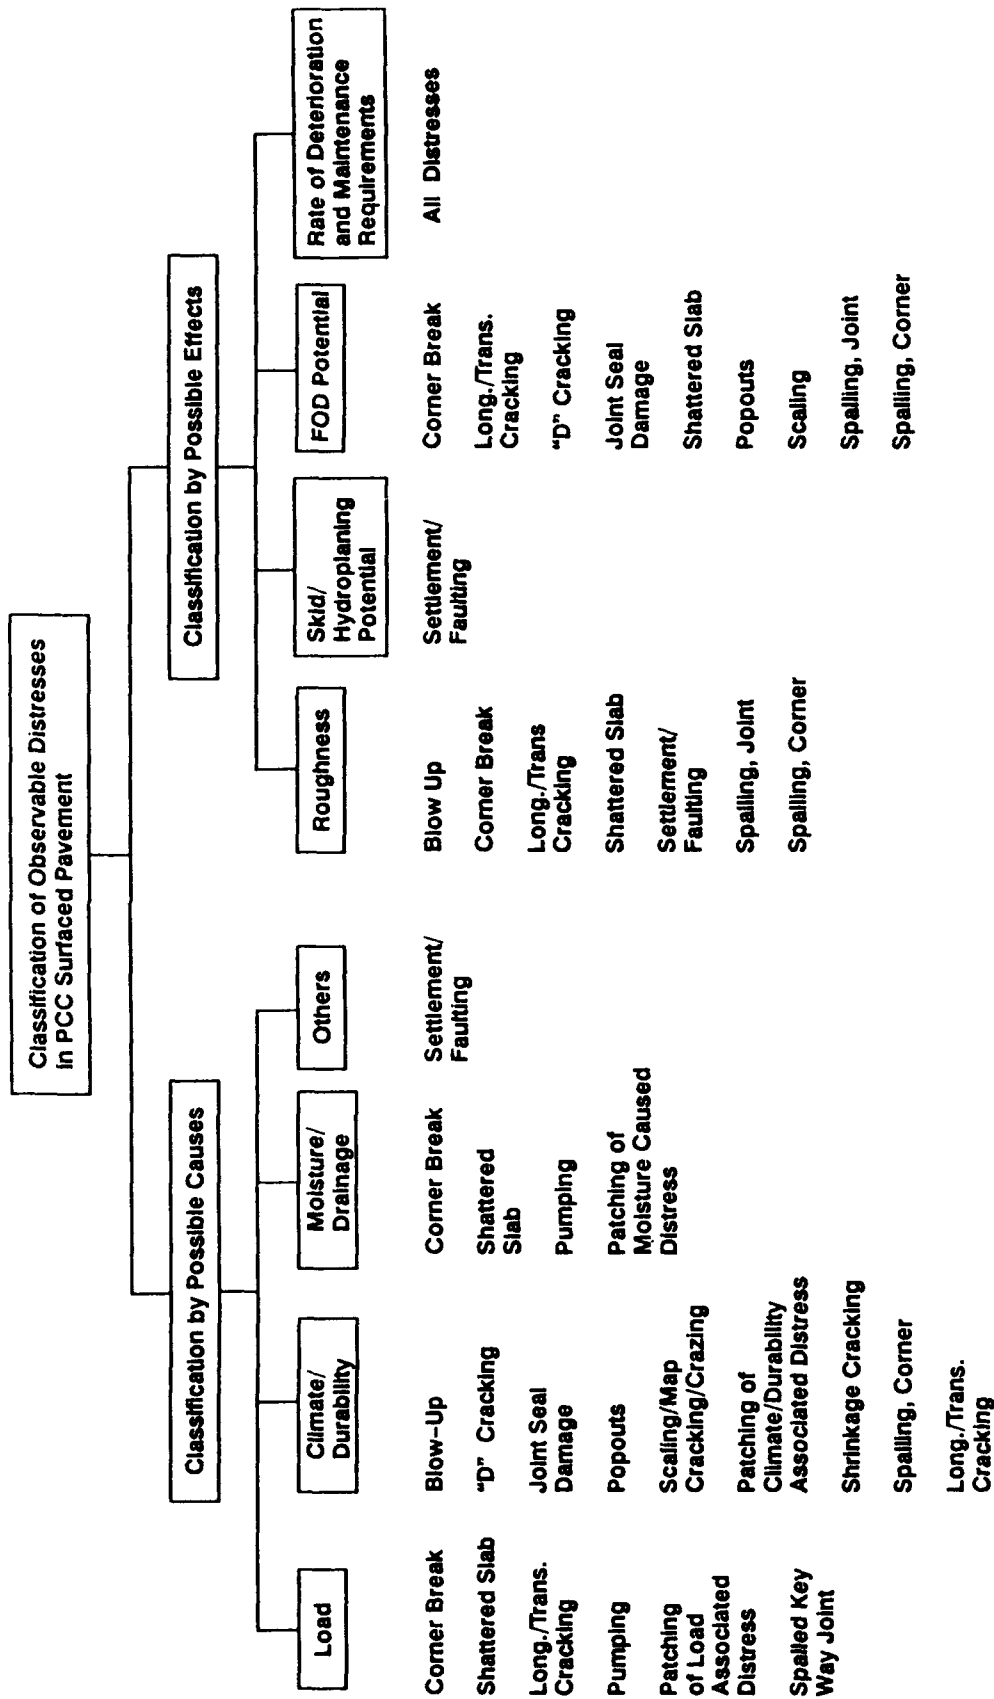 Classification of Observable Distresses
in PCC Surfaced Pavement
Classification by Possible Causes
Classification by Possible Effects
Load
Climate/
Durability
Moisture/
Drainage
Others
Roughness
Skid/
Hydroplaning
Potential
FOD Potential
Rate of Deterioration
and Maintenance
Requirements
Corner Break
Shattered Slab
Long./Trans.
Cracking
Pumping
Patching
of Load
Associated
Distress
Spalled Key
Way Joint
Blow-Up
"D" Cracking
Joint Seal
Damage
Popouts
Scaling/Map
Cracking/Crazing
Patching of
Climate/Durability
Associated Distress
Shrinkage Cracking
Spalling, Corner
Long./Trans.
Cracking
Corner Break
Shattered
Slab
Pumping
Patching of
Moisture Caused
Distress
Settlement/
Faulting
Blow Up
Corner Break
Long./Trans
Cracking
Shattered Slab
Settlement/
Faulting
Spalling, Joint
Spalling, Corner
Settlement/
Faulting
Corner Break
Long./Trans.
Cracking
"D" Cracking
Joint Seal
Damage
Shattered Slab
Popouts
Scaling
Spalling, Joint
Spalling, Corner
All Distresses